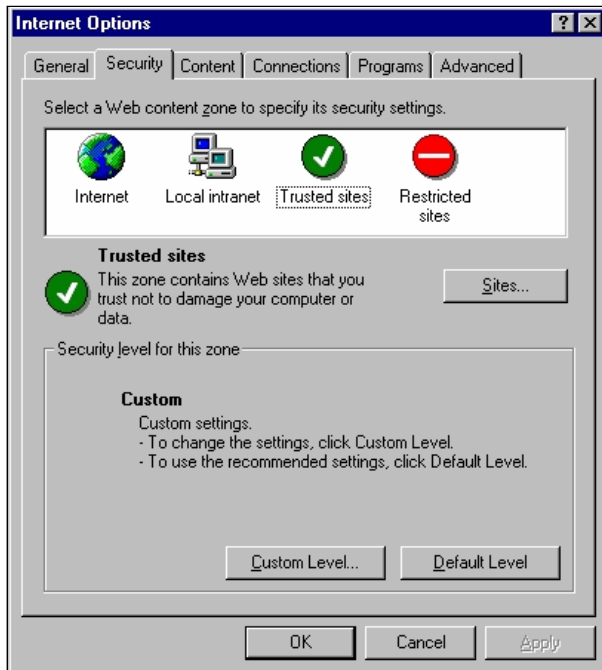 Internet Options
General Security Content Connections Programs Advanced
Select a Web content zone to specify its security settings.
Internet Local intranet Trusted sites Restricted
sites
Trusted sites
This zone contains Web sites that you
trust not to damage your computer or
data.
Sites...
Security level for this zone
Custom
Custom settings.
- To change the settings, click Custom Level.
- To use the recommended settings, click Default Level.
Custom Level... Default Level
OK Cancel Apply